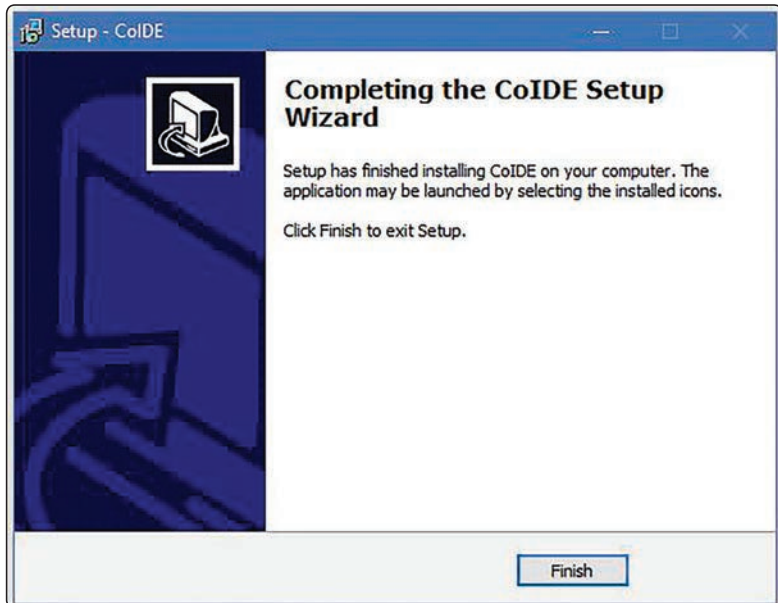 Setup - CoIDE
Completing the CoIDE Setup
Wizard
Setup has finished installing CoIDE on your computer. The
application may be launched by selecting the installed icons.
Click Finish to exit Setup.
Finish